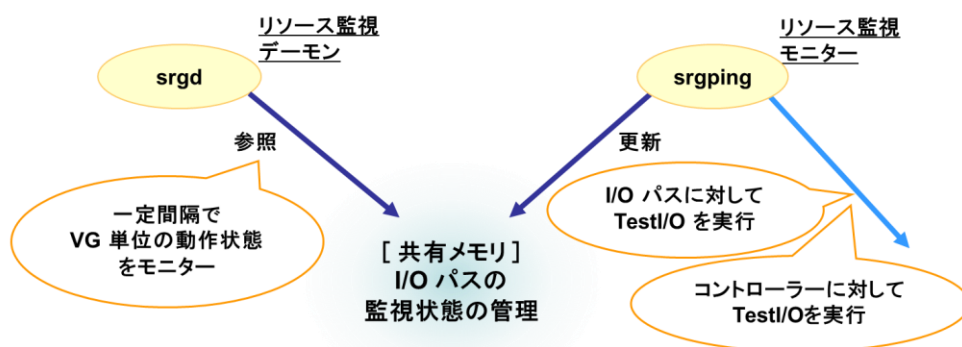 リソース監視
デーモン
srgd
参照
一定間隔で
VG 単位の動作状態
をモニター
リソース監視
モニター
srgping
更新
I/O パスに対して
TestI/O を実行
コントローラーに対して
TestI/Oを実行
[ 共有メモリ ]
I/O パスの
監視状態の管理